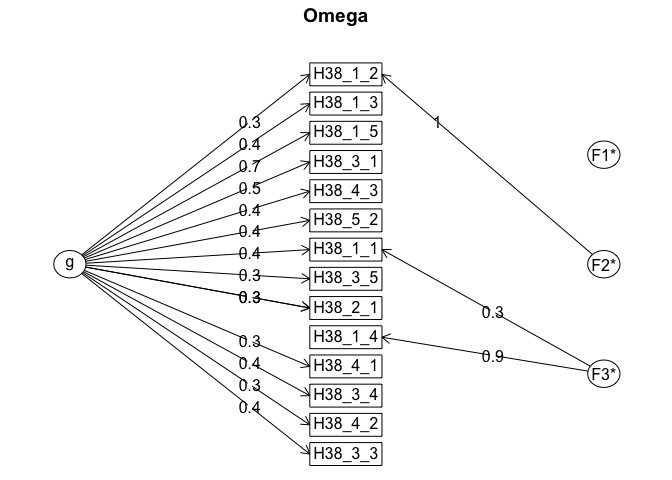 Omega
H38_1_2
H38_1_3
0.3
1
H38_1_5
0.4
F1*
H38_3_1
0.7
0.5
H38_4_3
0.4
H38_5_2
0.4
H38_1_1
0.4
g
F2*
0.3
H38_3_5
0.3
H38_2_1
0.3
H38_1_4
0.3
0.9
H38_4_1
0.4
F3*
0.3
H38_3_4
0.4
H38_4_2
H38_3_3